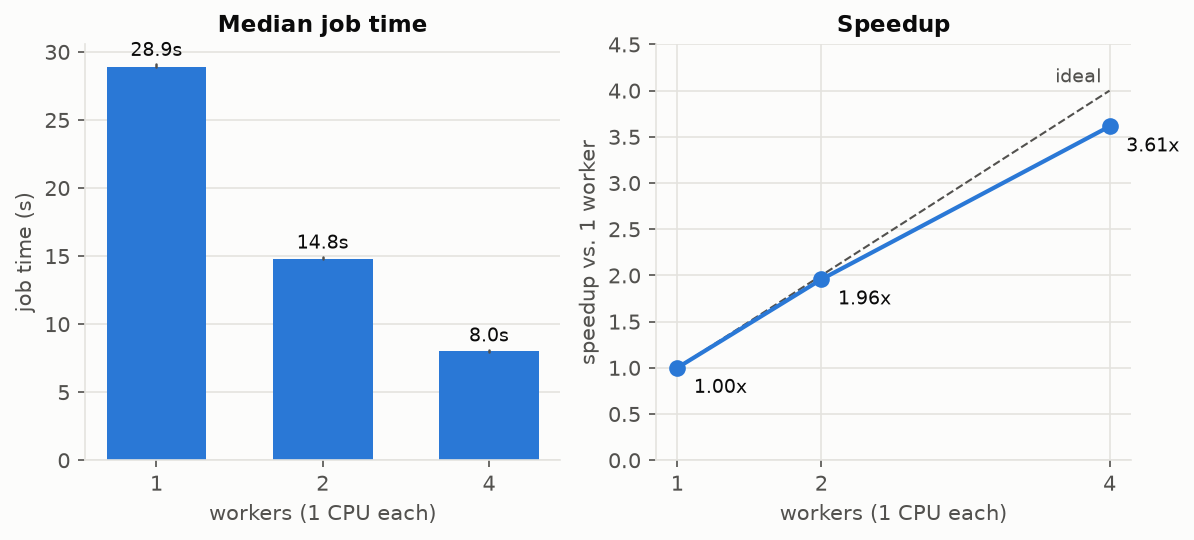 Median job time
job time (s)
30
25
20
15
10
5
0
28.9s
14.8s
8.0s
1
2
4
workers (1 CPU each)
Speedup
speedup vs. 1 worker
4.5
4.0
3.5
3.0
2.5
2.0
1.5
1.0
0.5
0.0
ideal
3.61x
1.96x
1.00x
1
2
4
workers (1 CPU each)